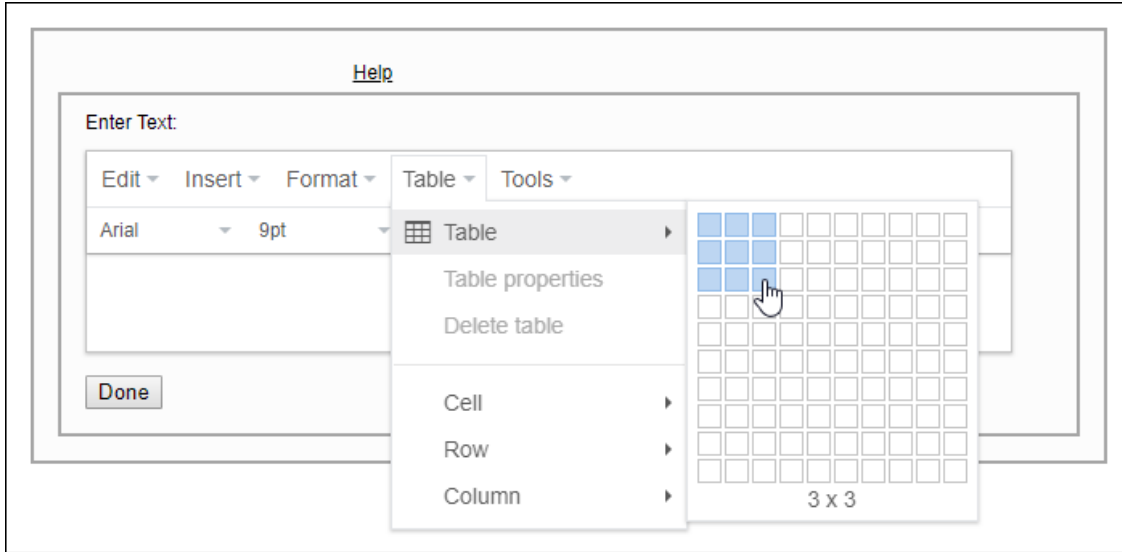 Help
Enter Text:
Edit Insert Format Table Tools
Arial 9pt Table
Table properties
Delete table
Done
Cell
Row
Column
3 x 3